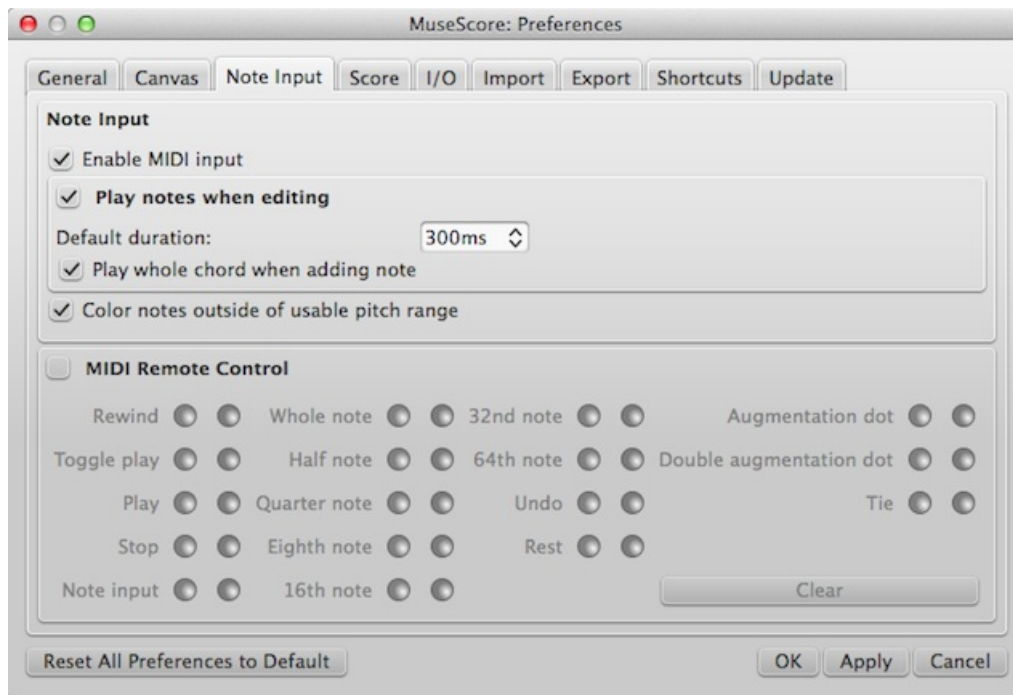 MuseScore: Preferences
General Canvas Note Input Score I/O Import Export Shortcuts Update
Note Input
Enable MIDI input
Play notes when editing
Default duration: 300ms
Play whole chord when adding note
Color notes outside of usable pitch range
MIDI Remote Control
Rewind Whole note 32nd note Augmentation dot
Toggle play Half note 64th note Double augmentation dot
Play Quarter note Undo Tie
Stop Eighth note Rest
Note input 16th note Clear
Reset All Preferences to Default OK Apply Cancel